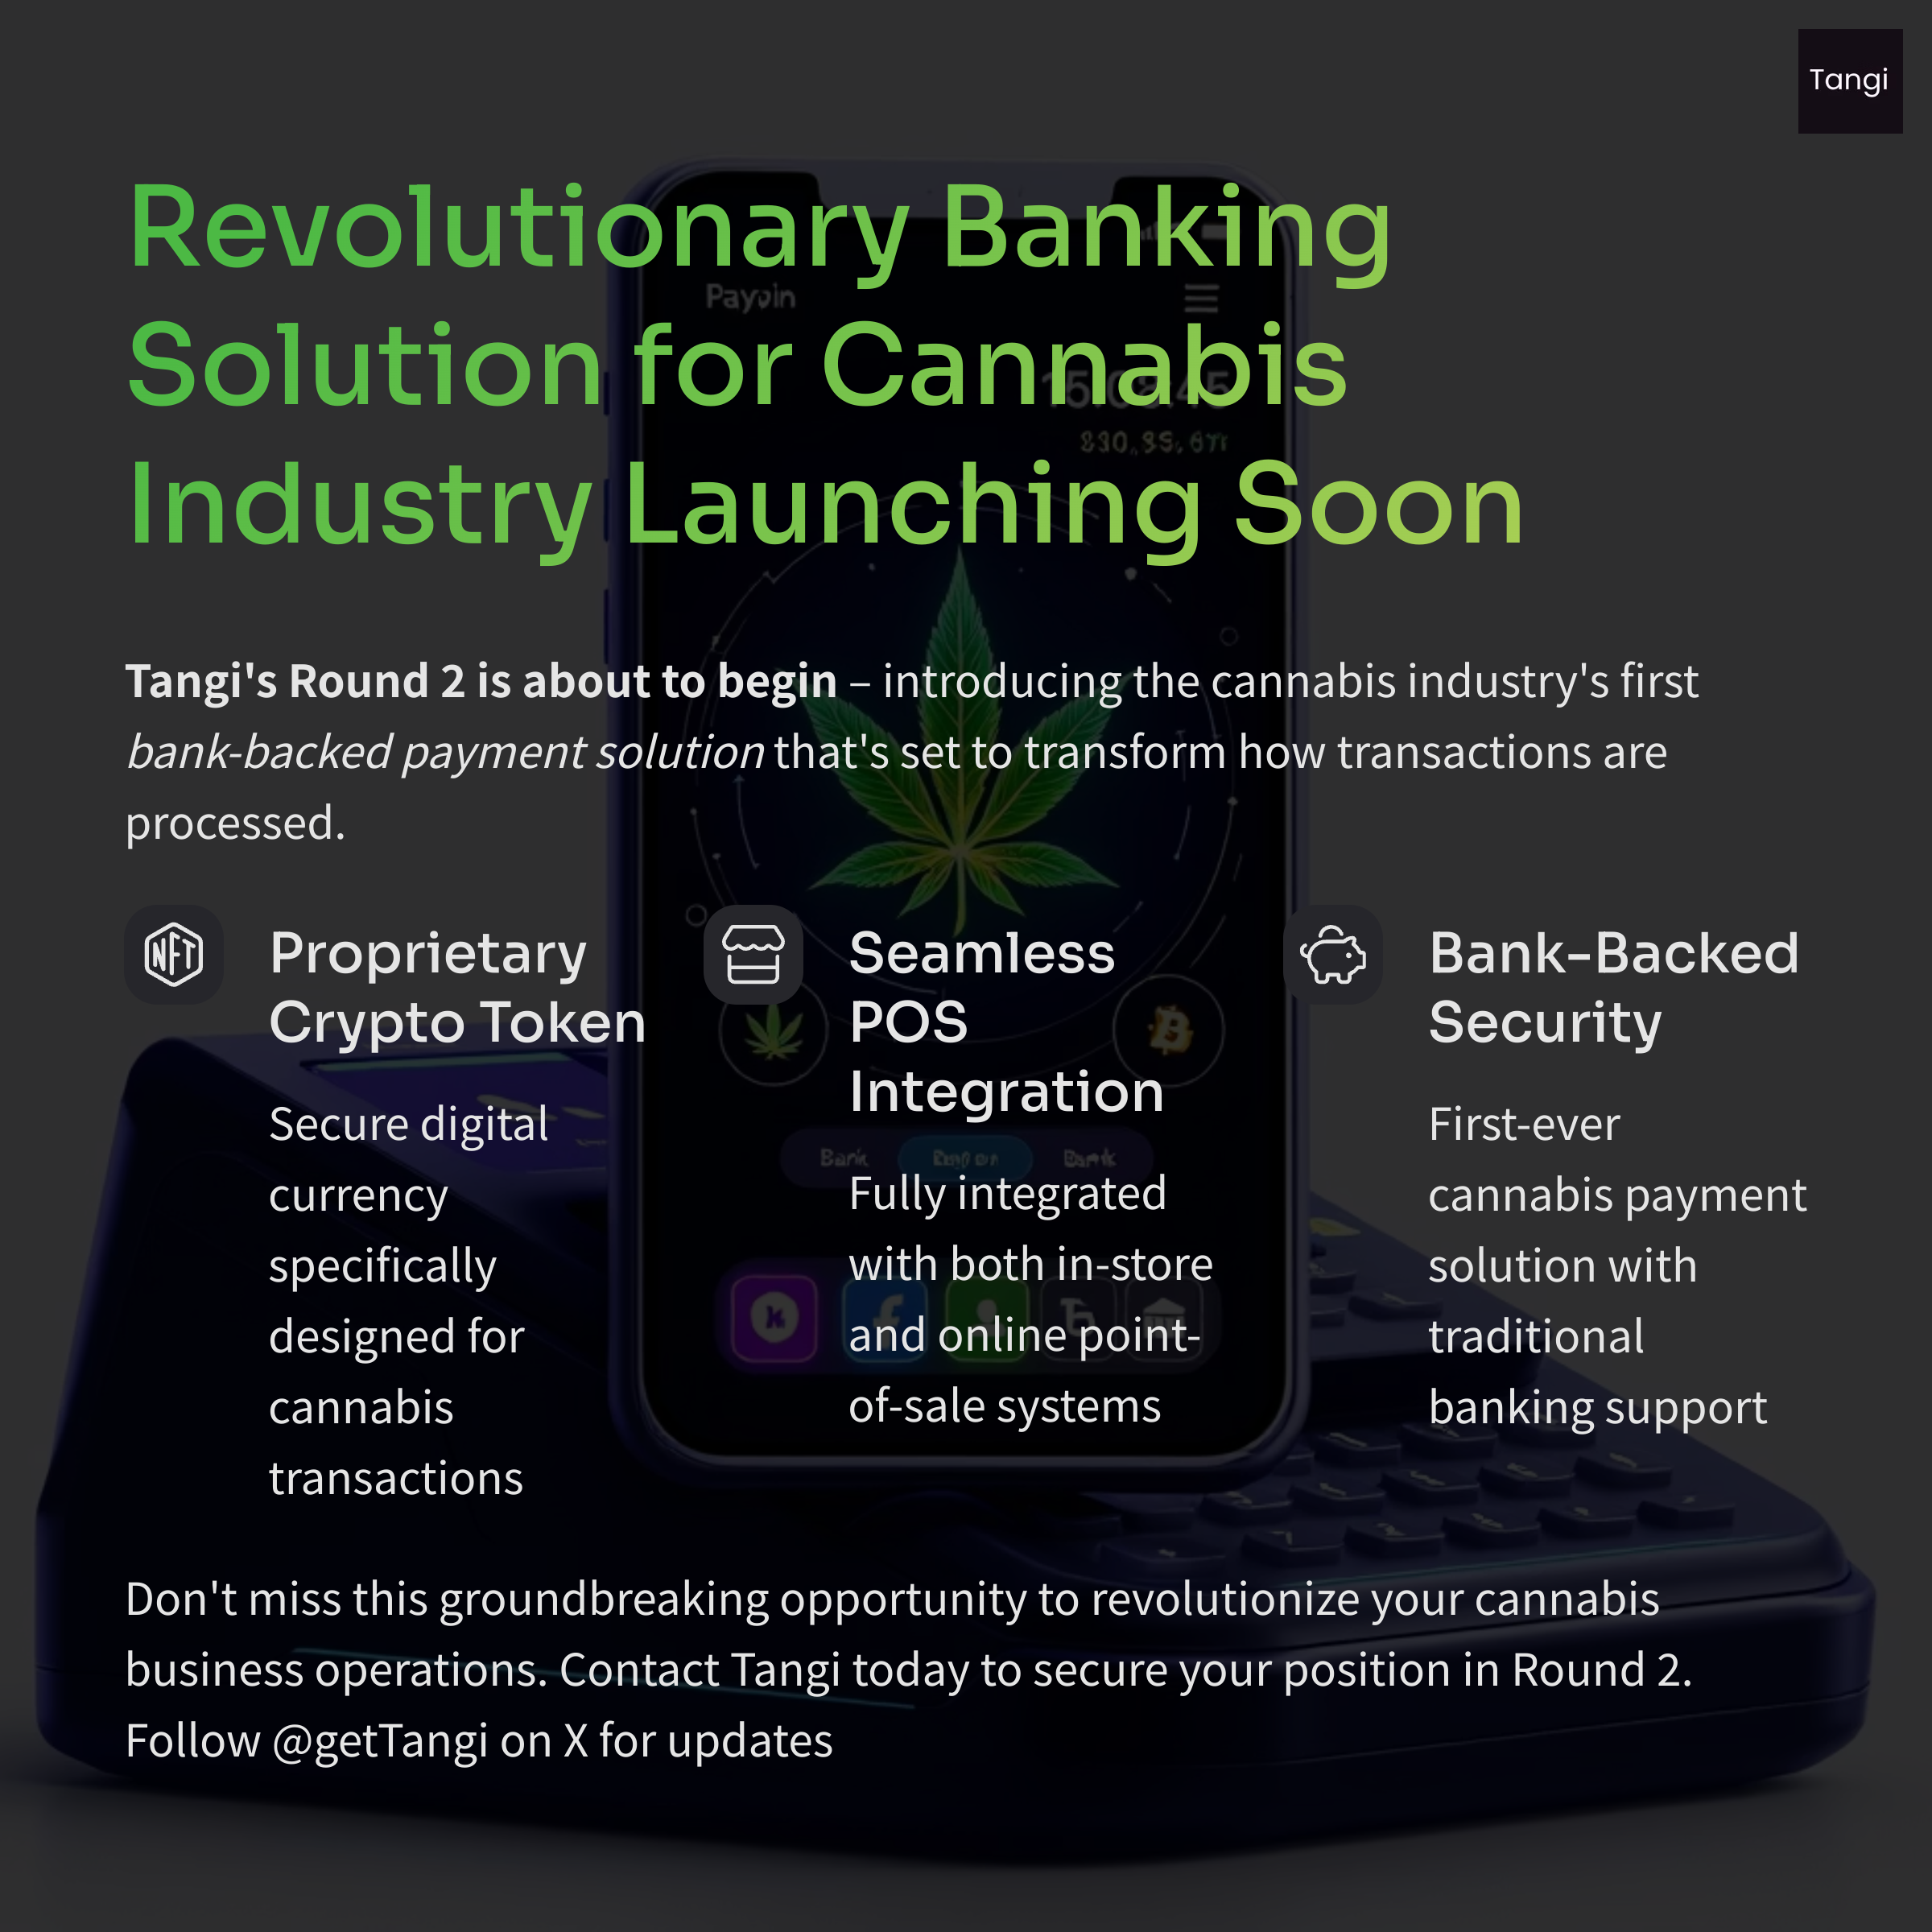 Tangi
Revolutionary Banking
Solution for Cannabis
Industry Launching Soon
Tangi's Round 2 is about to begin – introducing the cannabis industry's first
bank-backed payment solution that's set to transform how transactions are
processed.
NFT
Proprietary
Crypto Token
Secure digital
currency
specifically
designed for
cannabis
transactions
Seamless
POS
Integration
Fully integrated
with both in-store
and online point-
of-sale systems
Bank-Backed
Security
First-ever
cannabis payment
solution with
traditional
banking support
Bank
Don't miss this groundbreaking opportunity to revolutionize your cannabis
business operations. Contact Tangi today to secure your position in Round 2.
Follow @getTangi on X for updates